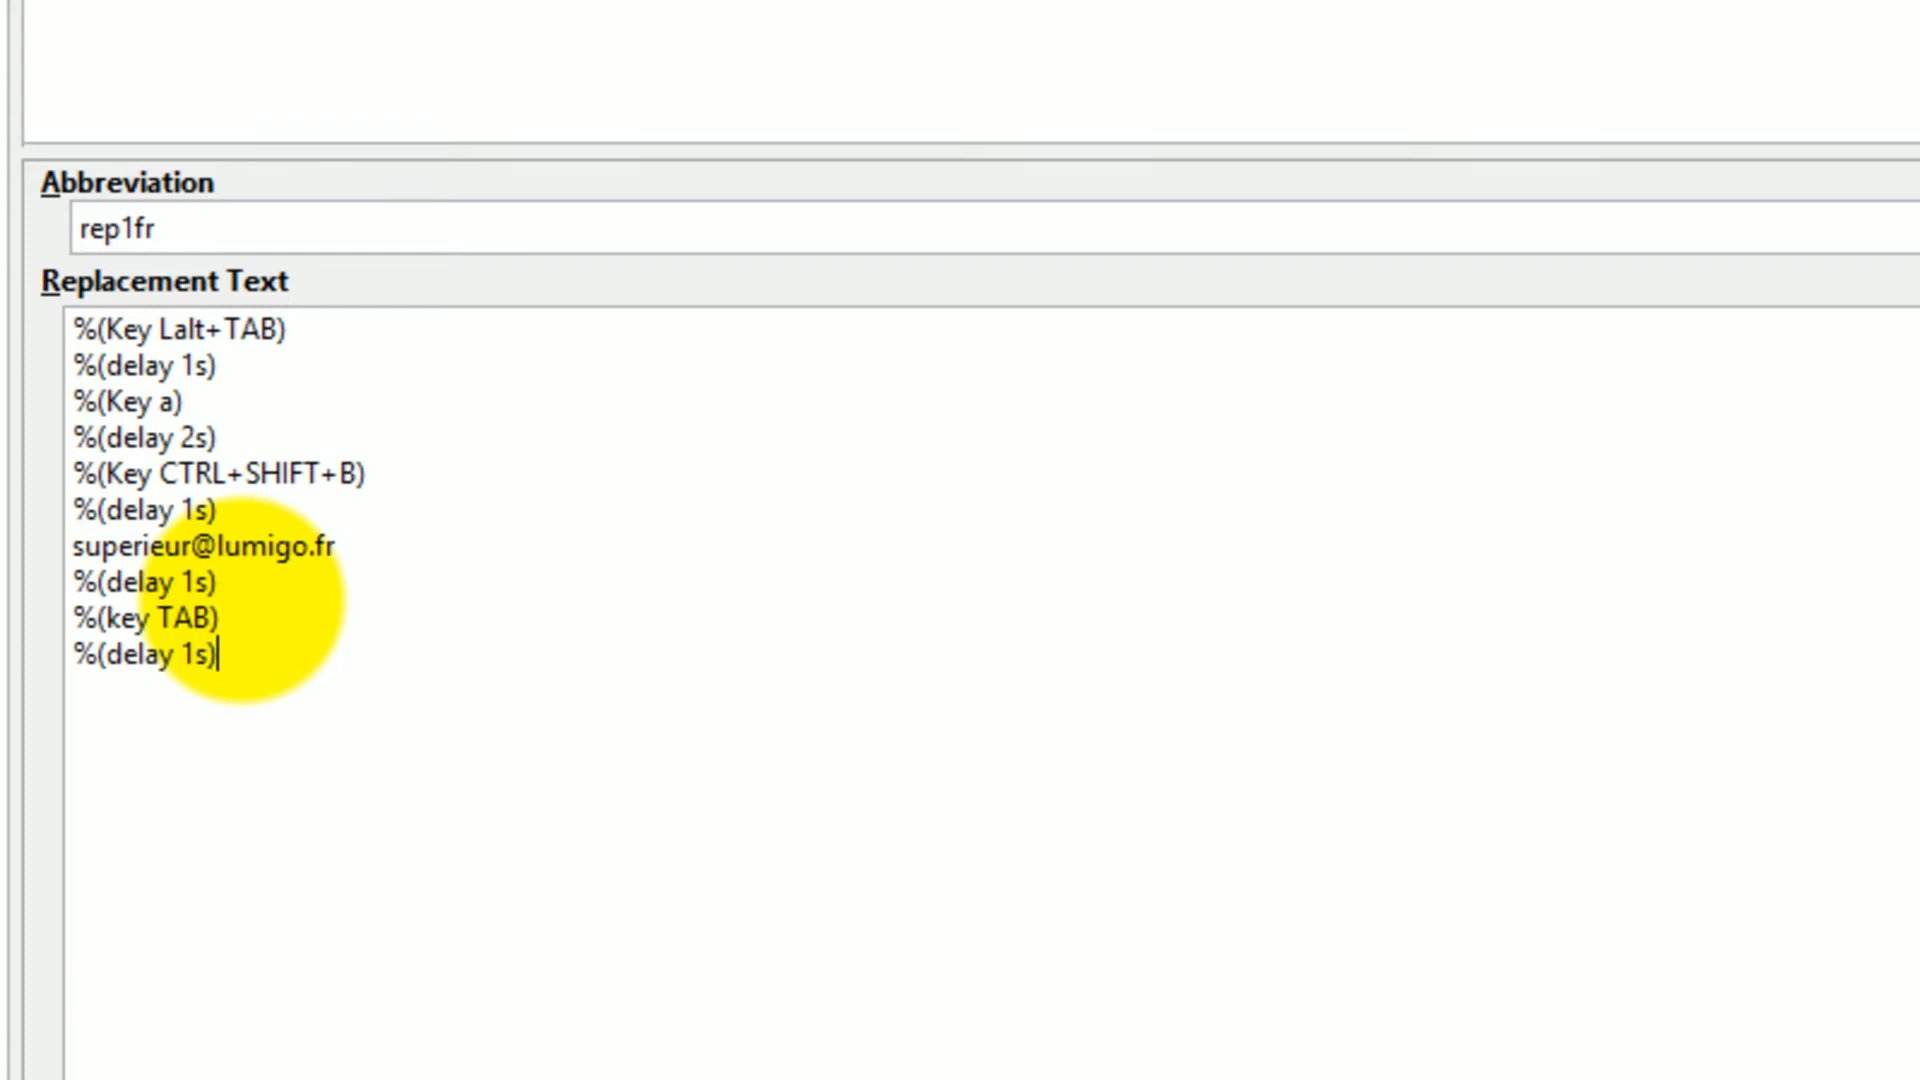 Abbreviation
rep1fr
Replacement Text
%(Key Lalt+TAB)
%(delay 1s)
%(Key a)
%(delay 2s)
%(Key CTRL+SHIFT+B)
%(delay 1s)
superieur@lumigo.fr
%(delay 1s)
%(key TAB)
%(delay 1s)